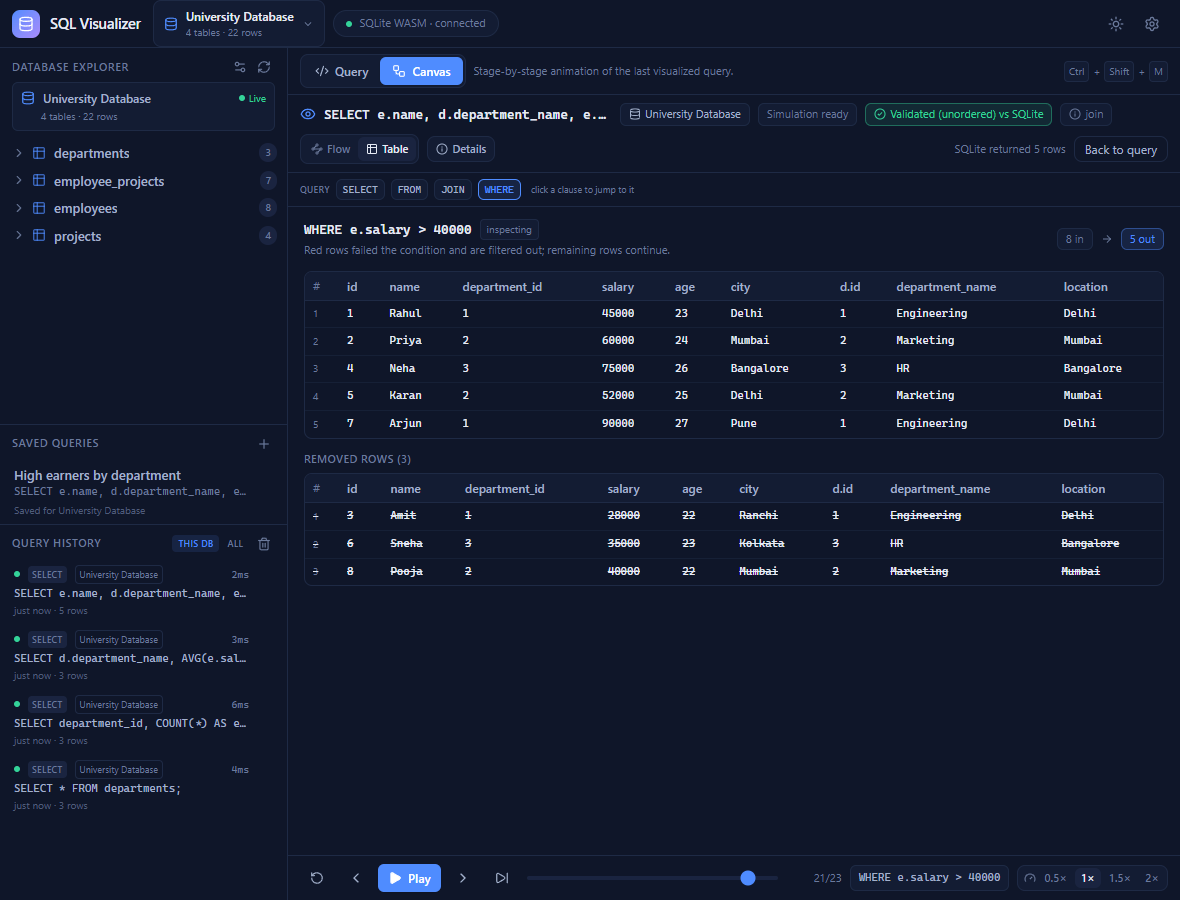 SQL Visualizer
University Database
4 tables · 22 rows
SQLite WASM · connected
DATABASE EXPLORER
University Database
Live
4 tables · 22 rows
departments 3
employee_projects 7
employees 8
projects 4
SAVED QUERIES
High earners by department
SELECT e.name, d.department_name, e…
Saved for University Database
QUERY HISTORY THIS DB ALL
SELECT University Database 2ms
SELECT e.name, d.department_name, e…
just now · 5 rows
SELECT University Database 3ms
SELECT d.department_name, AVG(e.sal…
just now · 3 rows
SELECT University Database 6ms
SELECT department_id, COUNT(*) AS e…
just now · 3 rows
SELECT University Database 4ms
SELECT * FROM departments;
just now · 3 rows
Query Canvas Stage-by-stage animation of the last visualized query. Ctrl + Shift + M
SELECT e.name, d.department_name, e.… University Database Simulation ready Validated (unordered) vs SQLite join
Flow Table Details SQLite returned 5 rows Back to query
QUERY SELECT FROM JOIN WHERE click a clause to jump to it
WHERE e.salary > 40000 inspecting
Red rows failed the condition and are filtered out; remaining rows continue.
8 in → 5 out
# id name department_id salary age city d.id department_name location
1 1 Rahul 1 45000 23 Delhi 1 Engineering Delhi
2 2 Priya 2 60000 24 Mumbai 2 Marketing Mumbai
3 4 Neha 3 75000 26 Bangalore 3 HR Bangalore
4 5 Karan 2 52000 25 Delhi 2 Marketing Mumbai
5 7 Arjun 1 90000 27 Pune 1 Engineering Delhi
REMOVED ROWS (3)
# id name department_id salary age city d.id department_name location
1 3 Amit 1 28000 22 Ranchi 1 Engineering Delhi
2 6 Sneha 3 35000 23 Kolkata 3 HR Bangalore
3 8 Pooja 2 40000 22 Mumbai 2 Marketing Mumbai
Play 21/23 WHERE e.salary > 40000 0.5× 1× 1.5× 2×